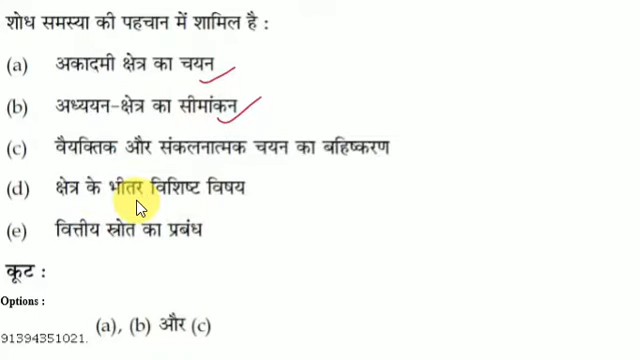 शोध समस्या की पहचान में शामिल है :
(a) अकादमी क्षेत्र का चयन
(b) अध्ययन-क्षेत्र का सीमांकन
(c) वैयक्तिक और संकलनात्मक चयन का बहिष्करण
(d) क्षेत्र के भीतर विशिष्ट विषय
(e) वित्तीय स्रोत का प्रबंध
कूट :
Options :
91394351021. (a), (b) और (c)